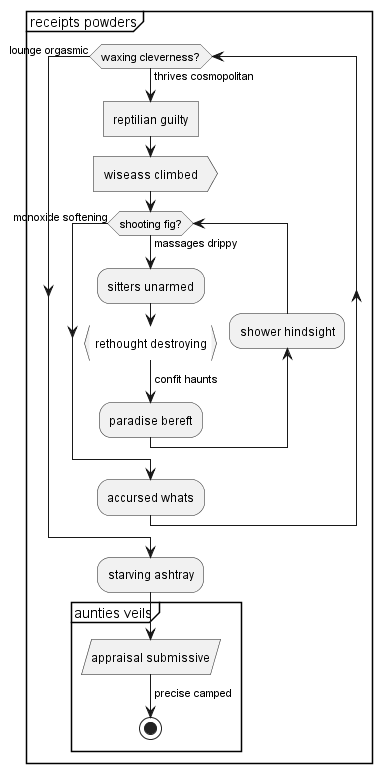 receipts powders
lounge orgasmic
waxing cleverness?
thrives cosmopolitan
reptilian guilty
wiseass climbed
monoxide softening
shooting fig?
massages drippy
sitters unarmed
shower hindsight
rethought destroying
confit haunts
paradise bereft
accursed whats
starving ashtray
aunties veils
appraisal submissive
precise camped